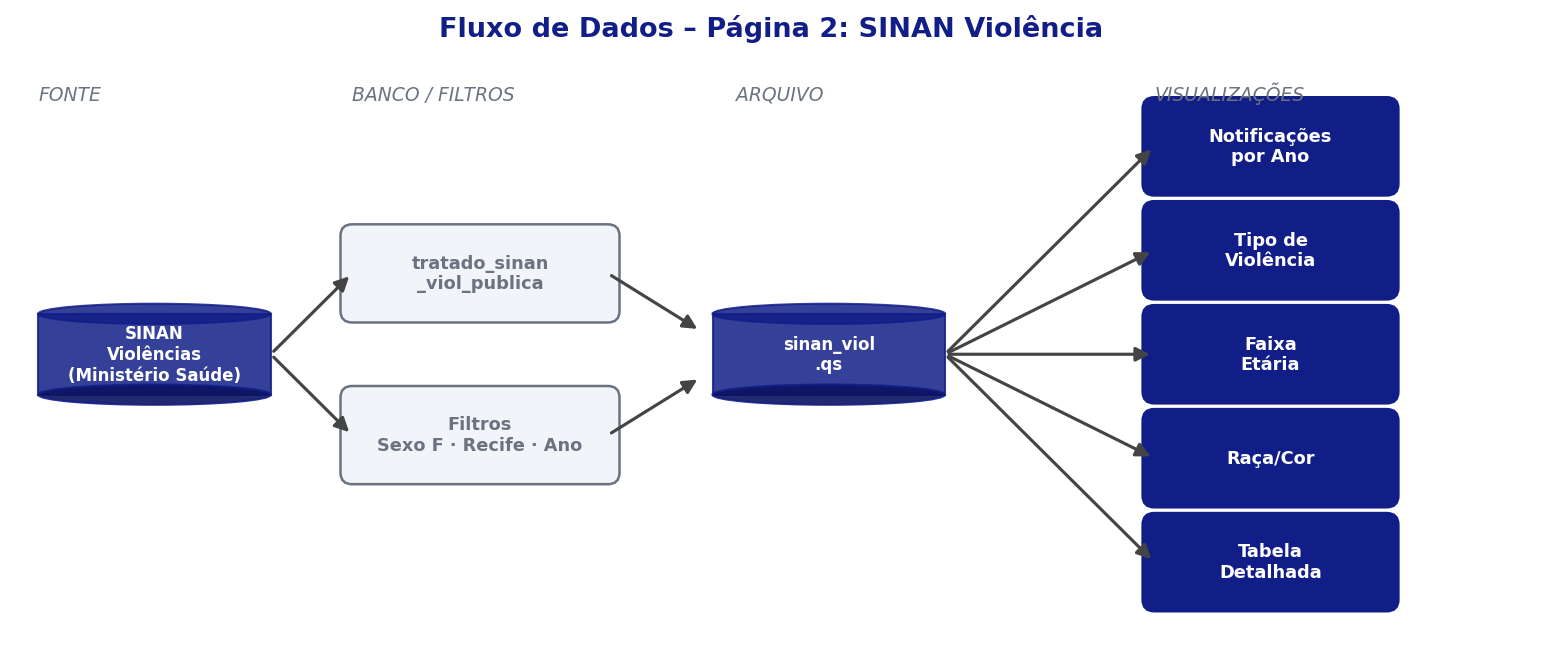 Fluxo de Dados – Página 2: SINAN Violência
FONTE
BANCO / FILTROS
ARQUIVO
VISUALIZAÇÕES
SINAN
Violências
(Ministério Saúde)
tratado_sinan
_viol_publica
Filtros
Sexo F · Recife · Ano
sinan_viol
.qs
Notificações
por Ano
Tipo de
Violência
Faixa
Etária
Raça/Cor
Tabela
Detalhada